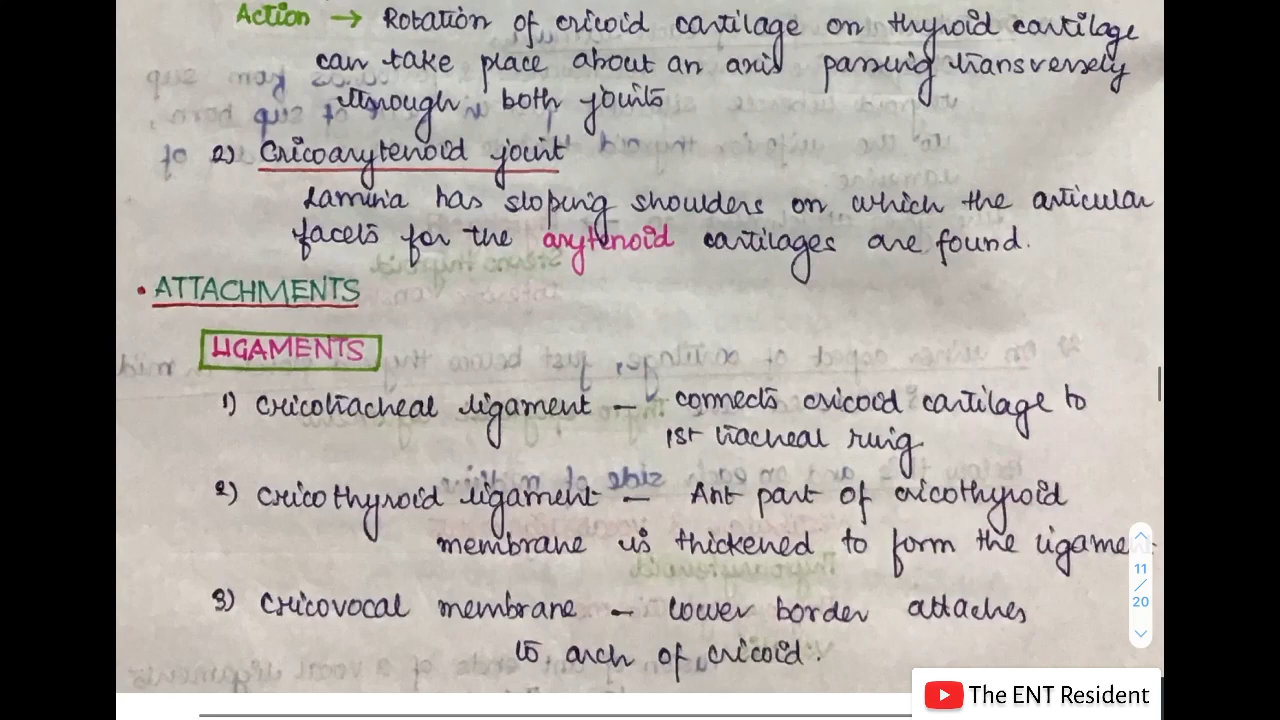 Action → Rotation of cricoid cartilage on thyroid cartilage
can take place about an axis passing transversely
through both joints
2) Cricoarytenoid joint
Lamina has sloping shoulders on which the articular
facets for the arytenoid cartilages are found.
• ATTACHMENTS
LIGAMENTS
1) Cricotracheal ligament – connects cricoid cartilage to
1st tracheal ring
2) Cricothyroid ligament – Ant part of cricothyroid
membrane is thickened to form the ligament
3) Cricovocal membrane – lower border attaches
to arch of cricoid.
11
/
20
The ENT Resident